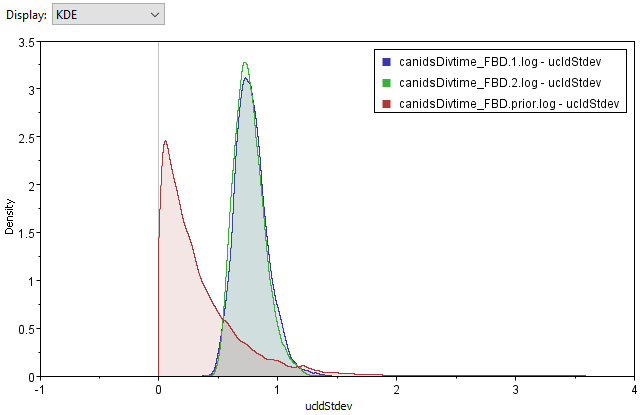 Display: KDE
canidsDivtime_FBD.1.log - ucldStdev
canidsDivtime_FBD.2.log - ucldStdev
canidsDivtime_FBD.prior.log - ucldStdev
3.5
3
2.5
2
1.5
1
0.5
0
Density
-1 0 1 2 3 4
ucldStdev